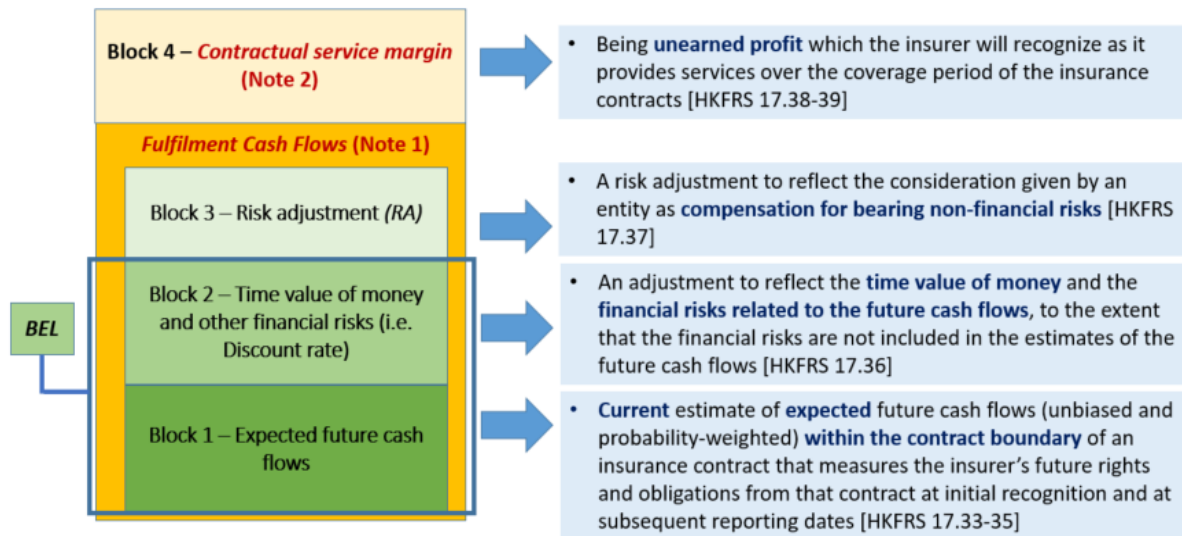 Block 4 – Contractual service margin
(Note 2)
• Being unearned profit which the insurer will recognize as it
provides services over the coverage period of the insurance
contracts [HKFRS 17.38-39]
Fulfilment Cash Flows (Note 1)
Block 3 – Risk adjustment (RA)
• A risk adjustment to reflect the consideration given by an
entity as compensation for bearing non-financial risks [HKFRS
17.37]
BEL
Block 2 – Time value of money
and other financial risks (i.e.
Discount rate)
• An adjustment to reflect the time value of money and the
financial risks related to the future cash flows, to the extent
that the financial risks are not included in the estimates of the
future cash flows [HKFRS 17.36]
Block 1 – Expected future cash
flows
• Current estimate of expected future cash flows (unbiased and
probability-weighted) within the contract boundary of an
insurance contract that measures the insurer’s future rights
and obligations from that contract at initial recognition and at
subsequent reporting dates [HKFRS 17.33-35]